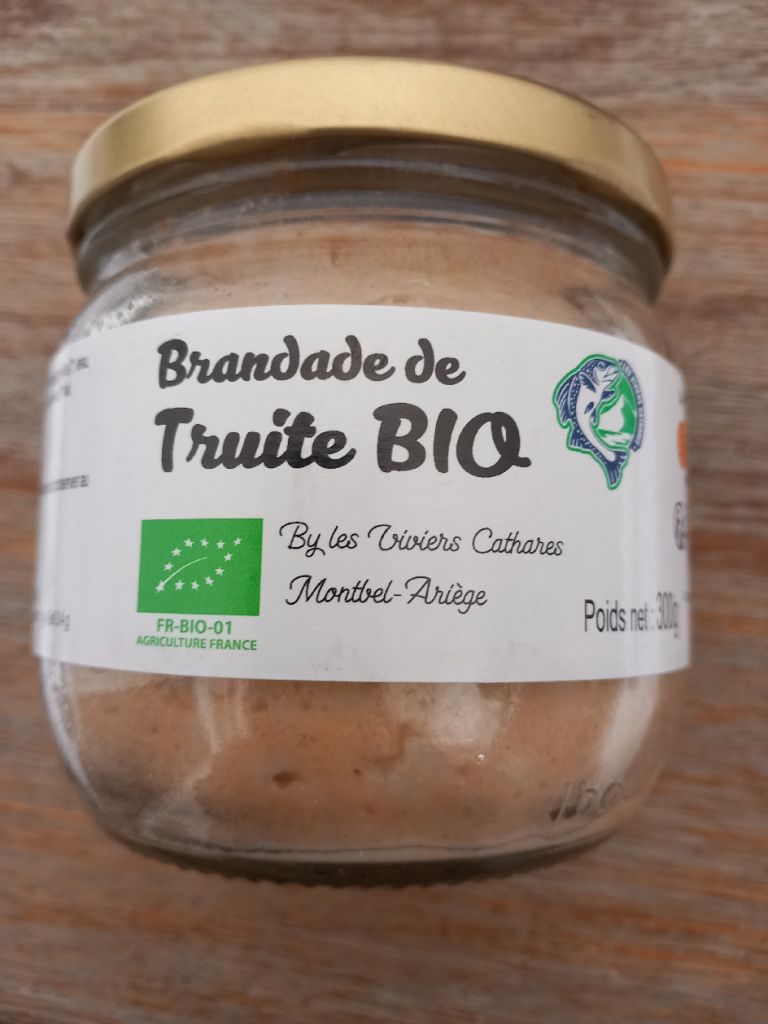 Brandade de
Truite BIO
By les Viviers Cathares
Montbel-Ariège
FR-BIO-01
AGRICULTURE FRANCE
Poids net : 300g